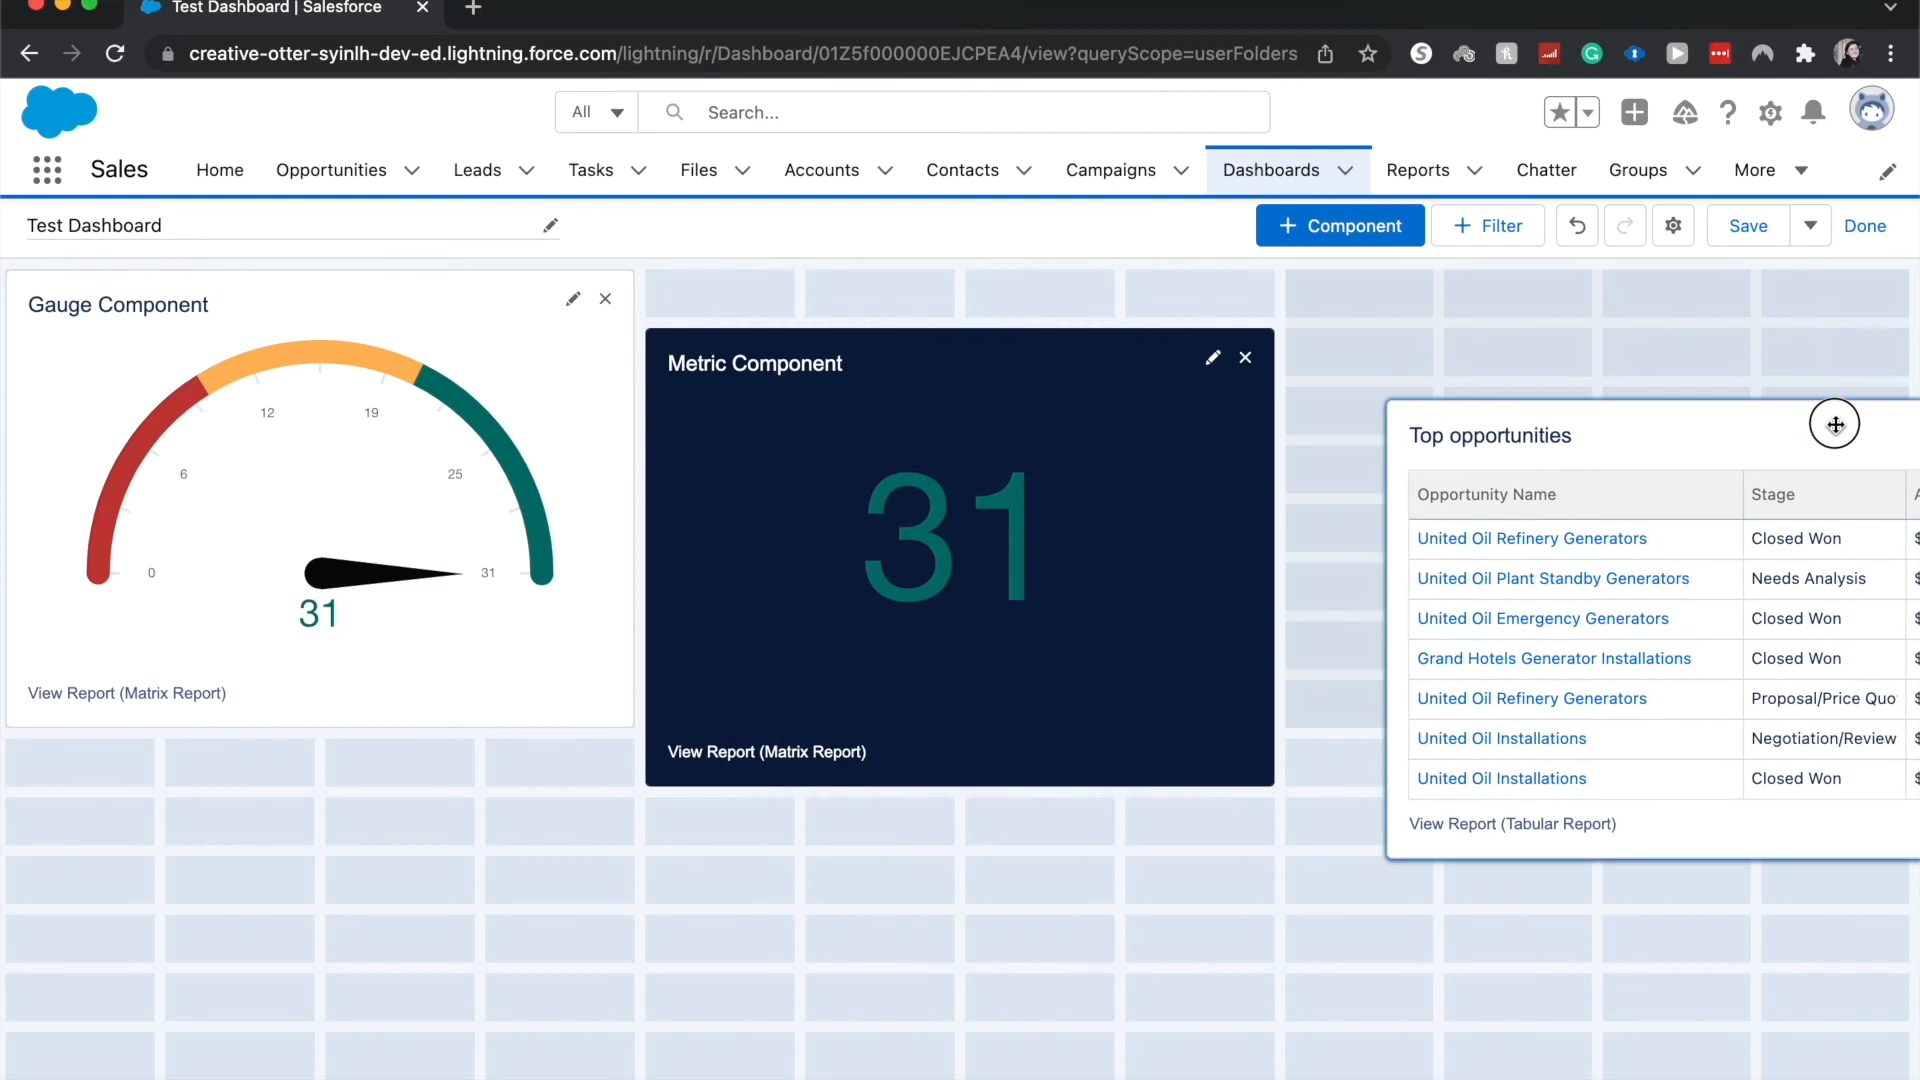 Test Dashboard | Salesforce
creative-otter-syinlh-dev-ed.lightning.force.com/lightning/r/Dashboard/01Z5f000000EJCPEA4/view?queryScope=userFolders
All
Search...
Sales
Home
Opportunities
Leads
Tasks
Files
Accounts
Contacts
Campaigns
Dashboards
Reports
Chatter
Groups
More
Test Dashboard
Component
Filter
Save
Done
Gauge Component
0
6
12
19
25
31
31
View Report (Matrix Report)
Metric Component
31
View Report (Matrix Report)
Top opportunities
Opportunity Name Stage A
United Oil Refinery Generators Closed Won $
United Oil Plant Standby Generators Needs Analysis $
United Oil Emergency Generators Closed Won $
Grand Hotels Generator Installations Closed Won $
United Oil Refinery Generators Proposal/Price Quo $
United Oil Installations Negotiation/Review $
United Oil Installations Closed Won $
View Report (Tabular Report)